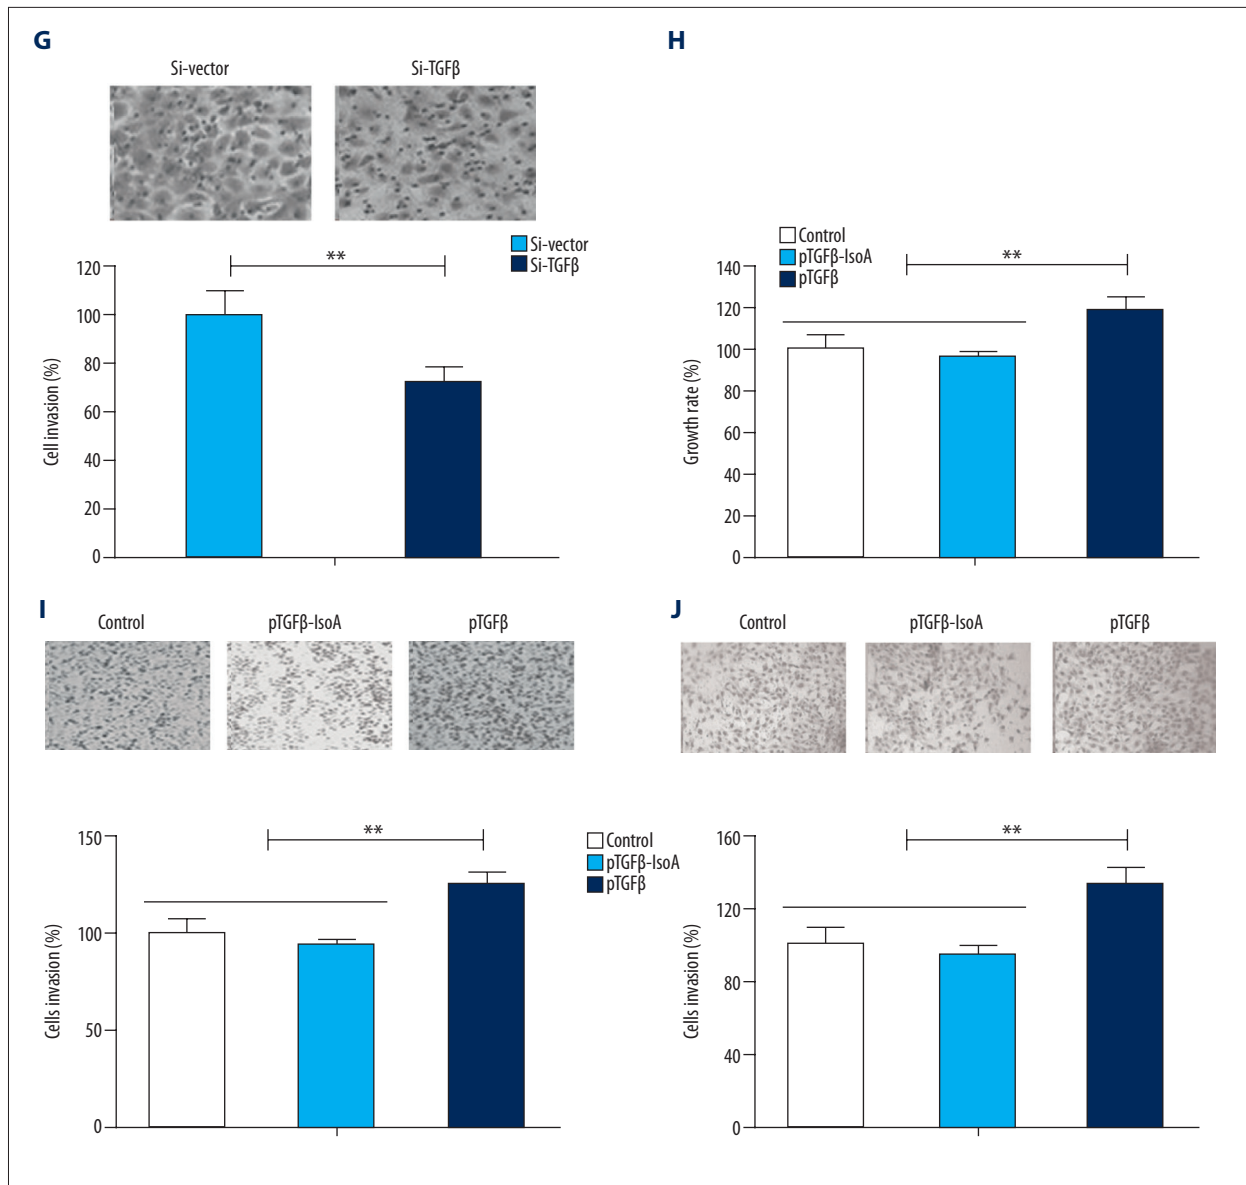 G
Si-vector Si-TGFβ
Si-vector
Si-TGFβ
**
120
100
80
60
40
20
0
Cell invasion (%)
H
Control
pTGFβ-IsoA
pTGFβ
**
140
120
100
80
60
40
20
0
Growth rate (%)
I
Control pTGFβ-IsoA pTGFβ
**
150
100
50
0
Cells invasion (%)
Control
pTGFβ-IsoA
pTGFβ
J
Control pTGFβ-IsoA pTGFβ
**
160
120
80
40
0
Cells invasion (%)